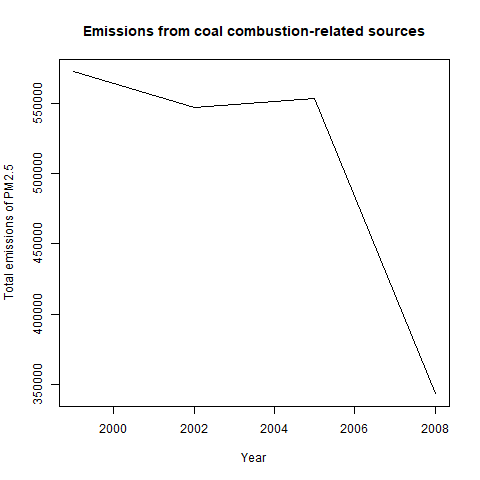 Emissions from coal combustion-related sources
Total emissions of PM2.5
550000
500000
450000
400000
350000
2000 2002 2004 2006 2008
Year